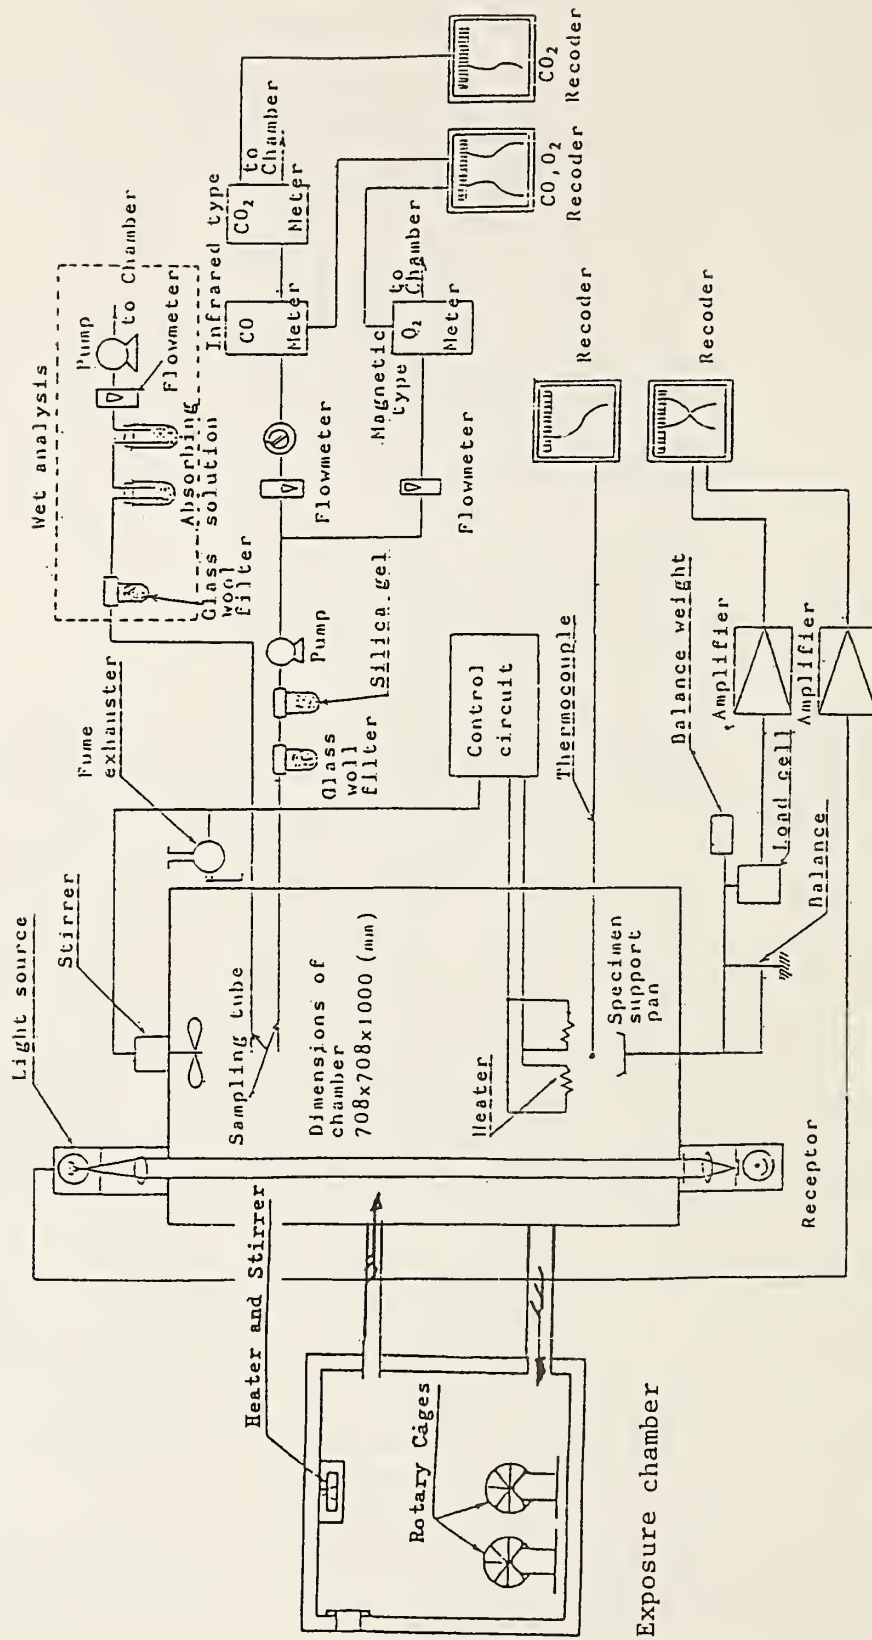 Light source
Stirrer
Fume
exhauster
Wet analysis
Pump
to Chamber
Flowmeter
Absorbing
solution
Glass
wool
filter
Infrared type
CO₂
Meter
to
Chamber
CO
Meter
Magnetic
type
O₂
Meter
to
Chamber
CO₂
Recoder
CO,O₂
Recoder
Flowmeter
Flowmeter
Pump
Silica gel
Glass
woll
filter
Sampling tube
Dimensions of
chamber
708x708x1000 (mm)
Control
circuit
Thermocouple
Recoder
Recoder
Heater
Specimen
support
pan
Balance weight
Amplifier
Amplifier
Load cell
Balance
Receptor
Heater and Stirrer
Rotary Cages
Exposure chamber